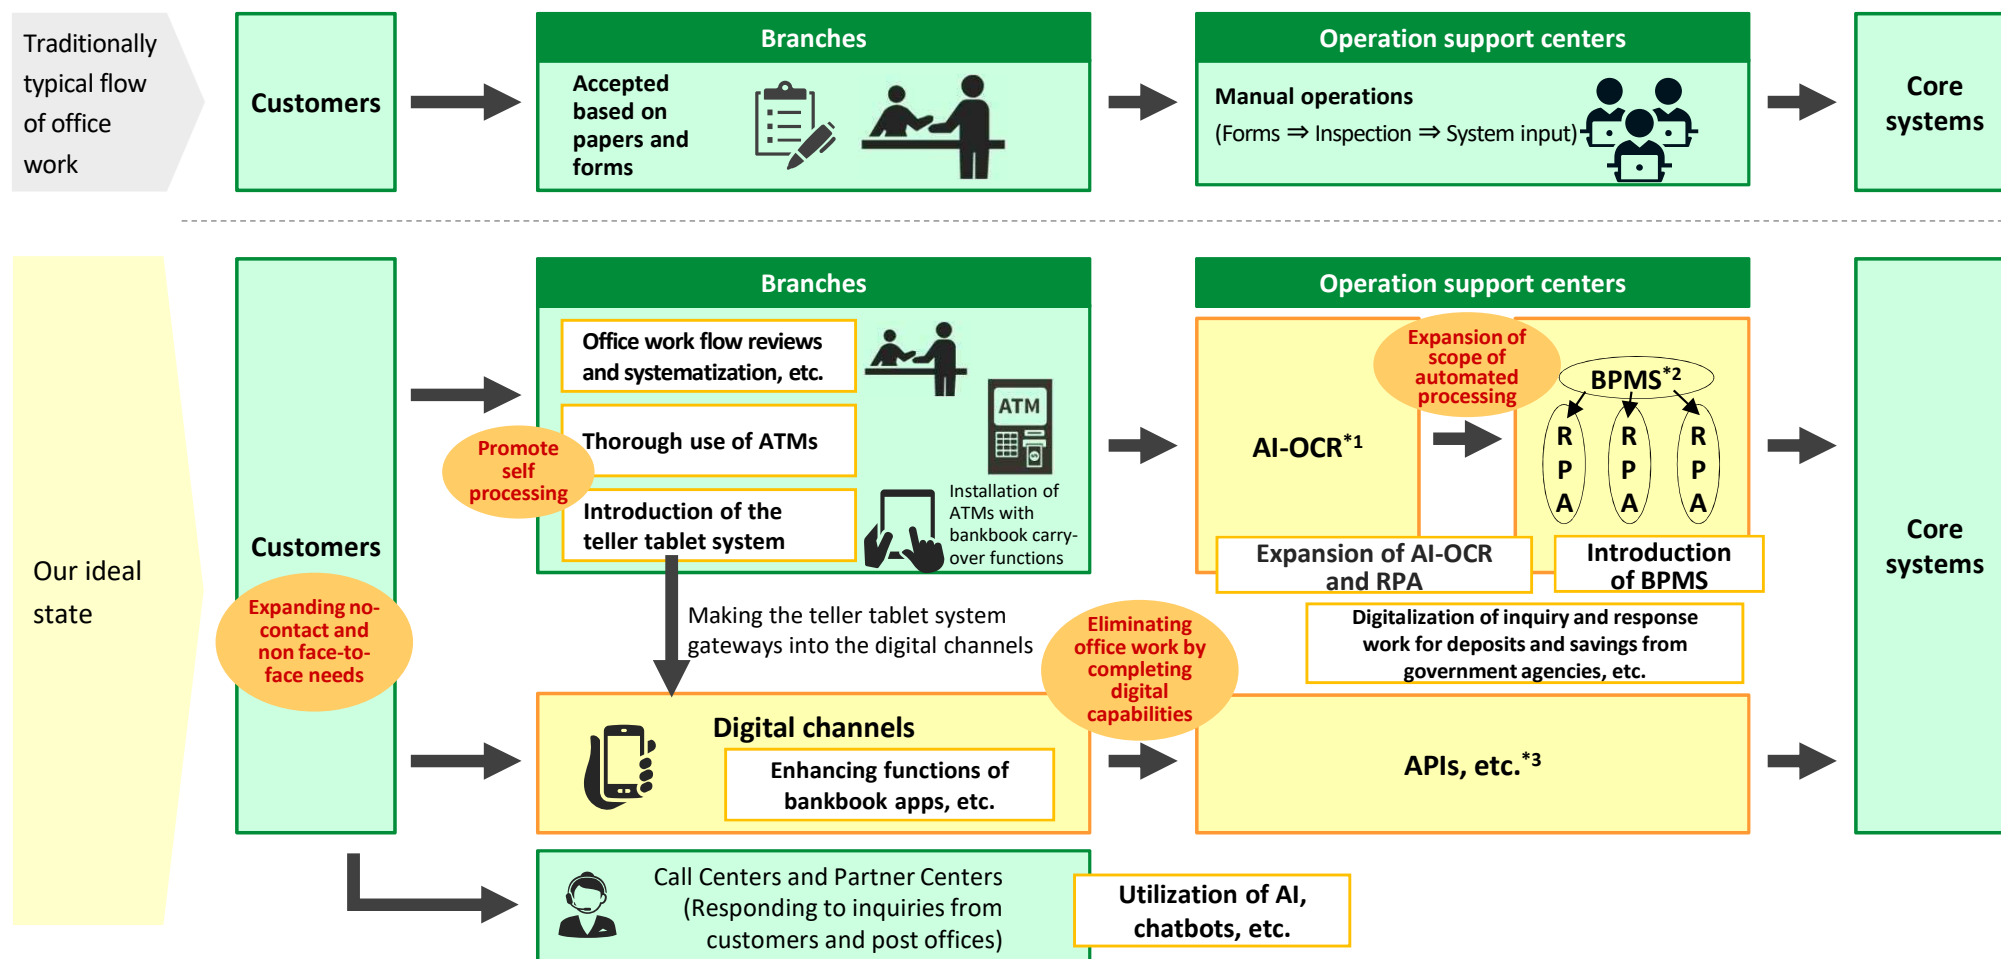 Traditionally
typical flow
of office
work
Customers
Branches
Accepted
based on
papers and
forms
Operation support centers
Manual operations
(Forms ⇒ Inspection ⇒ System input)
Core
systems
Our ideal
state
Customers
Expanding no-
contact and
non face-to-
face needs
Branches
Office work flow reviews
and systematization, etc.
Promote
self
processing
Thorough use of ATMs
ATM
Introduction of the
teller tablet system
Installation of
ATMs with
bankbook carry-
over functions
Making the teller tablet system
gateways into the digital channels
Operation support centers
AI-OCR*1
Expansion of
scope of
automated
processing
BPMS*2
R
P
A
R
P
A
R
P
A
Expansion of AI-OCR
and RPA
Introduction
of BPMS
Digitalization of inquiry and response
work for deposits and savings from
government agencies, etc.
Eliminating
office work by
completing
digital
capabilities
Digital channels
Enhancing functions of
bankbook apps, etc.
APIs, etc.*3
Core
systems
Call Centers and Partner Centers
(Responding to inquiries from
customers and post offices)
Utilization of AI,
chatbots, etc.